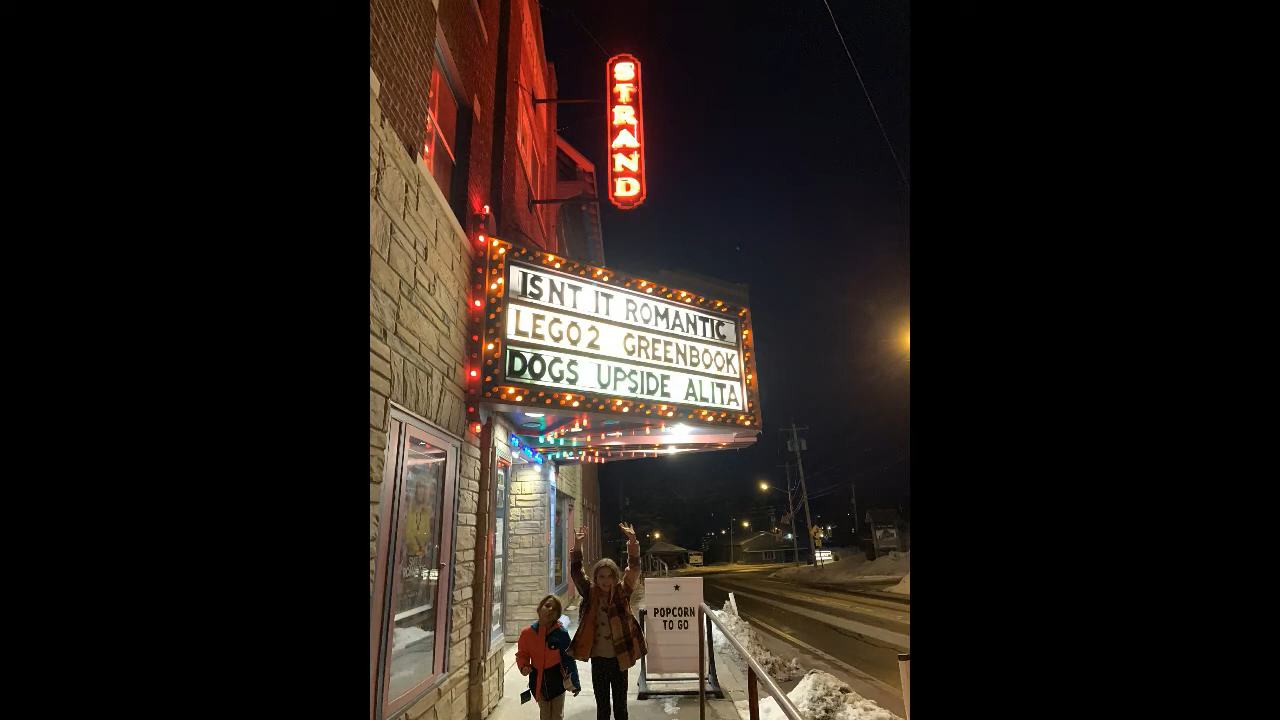 STRAND
ISNT IT ROMANTIC
LEGO2 GREENBOOK
DOGS UPSIDE ALITA
POPCORN
TO GO